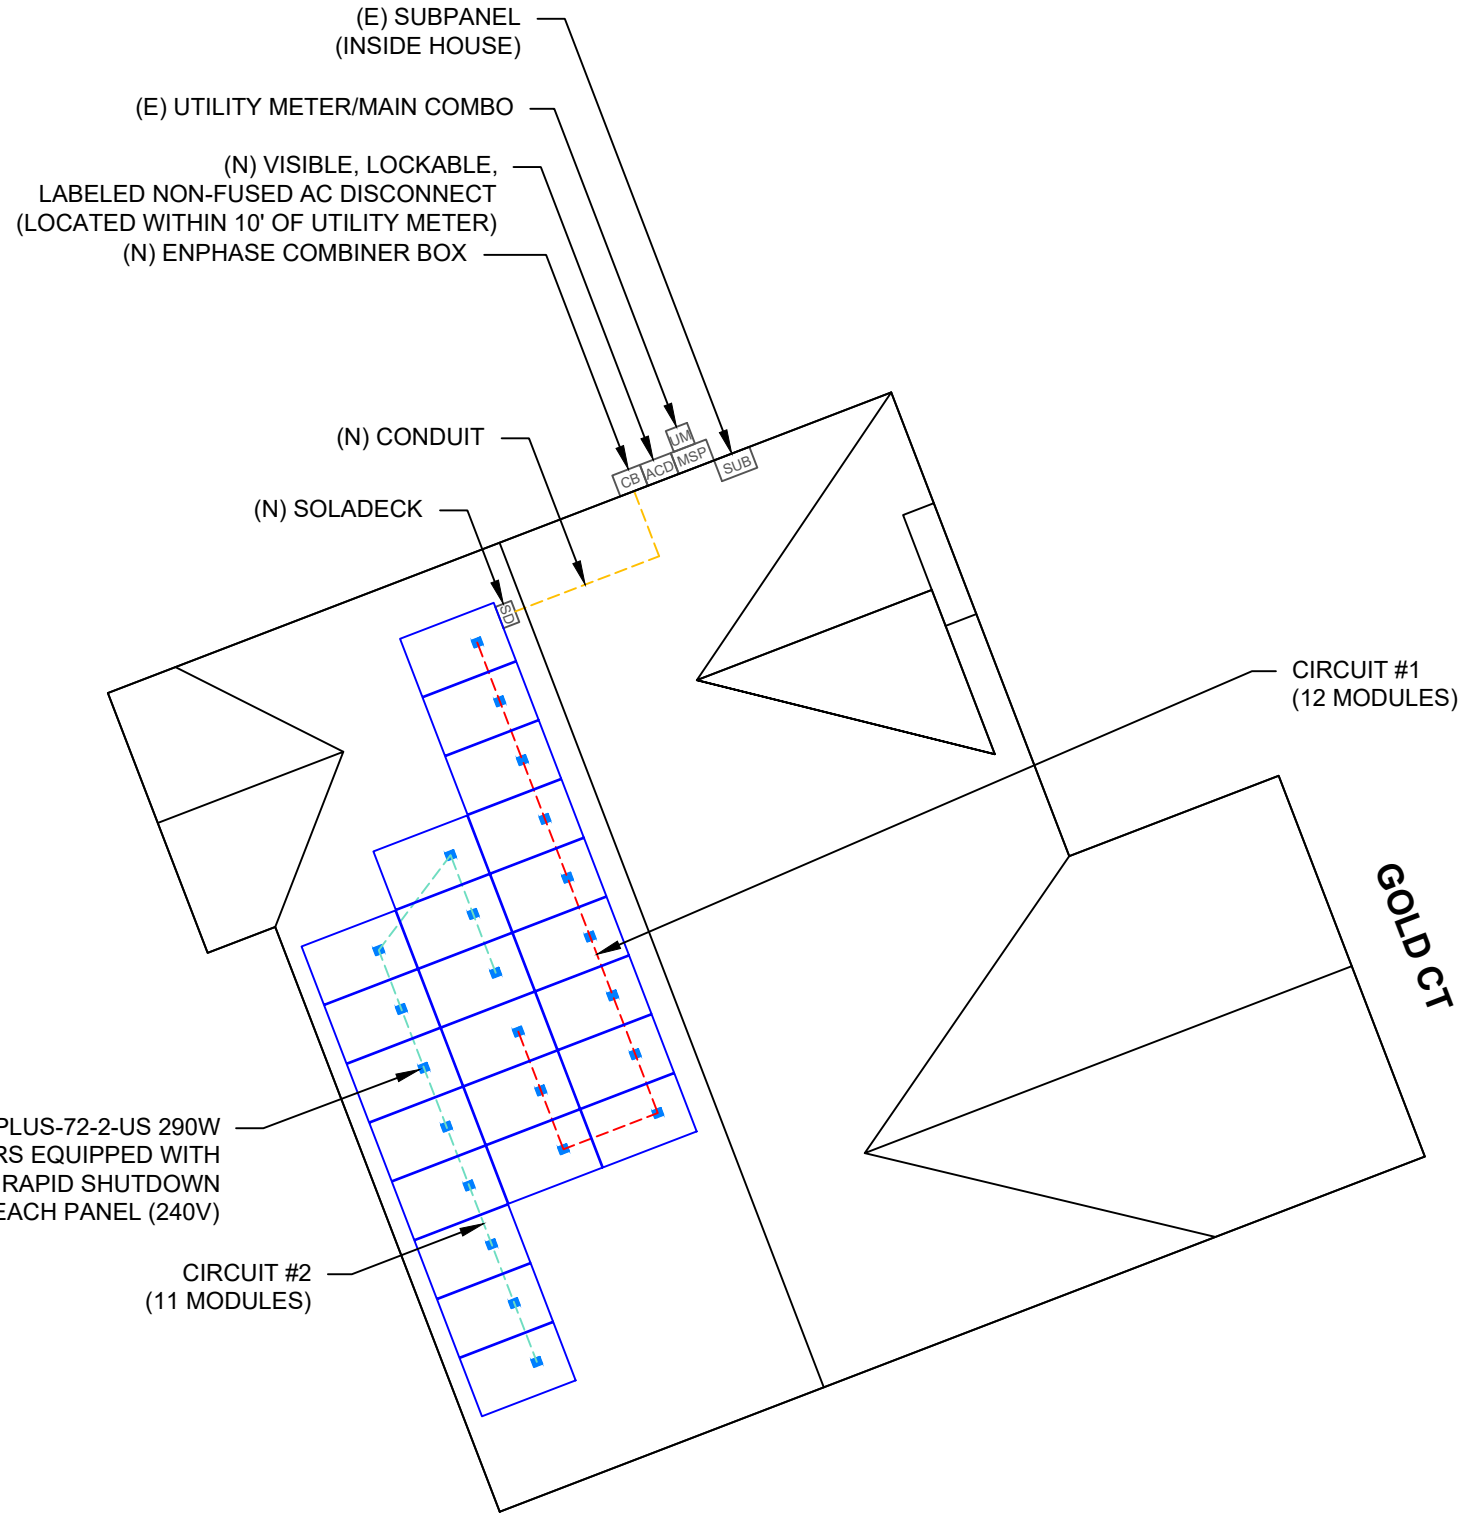 (E) SUBPANEL
(INSIDE HOUSE)
(E) UTILITY METER/MAIN COMBO
(N) VISIBLE, LOCKABLE,
LABELED NON-FUSED AC DISCONNECT
(LOCATED WITHIN 10' OF UTILITY METER)
(N) ENPHASE COMBINER BOX
(N) CONDUIT
UM
CB
ACD
MSP
SUB
(N) SOLADECK
SD
CIRCUIT #1
(12 MODULES)
GOLD CT
PLUS-72-2-US 290W
RS EQUIPPED WITH
RAPID SHUTDOWN
EACH PANEL (240V)
CIRCUIT #2
(11 MODULES)